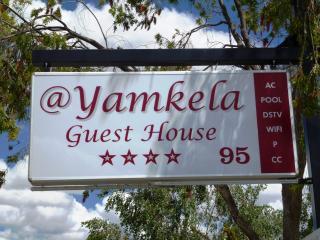 @Yamkela
Guest House
95
AC
POOL
DSTV
WIFI
P
CC